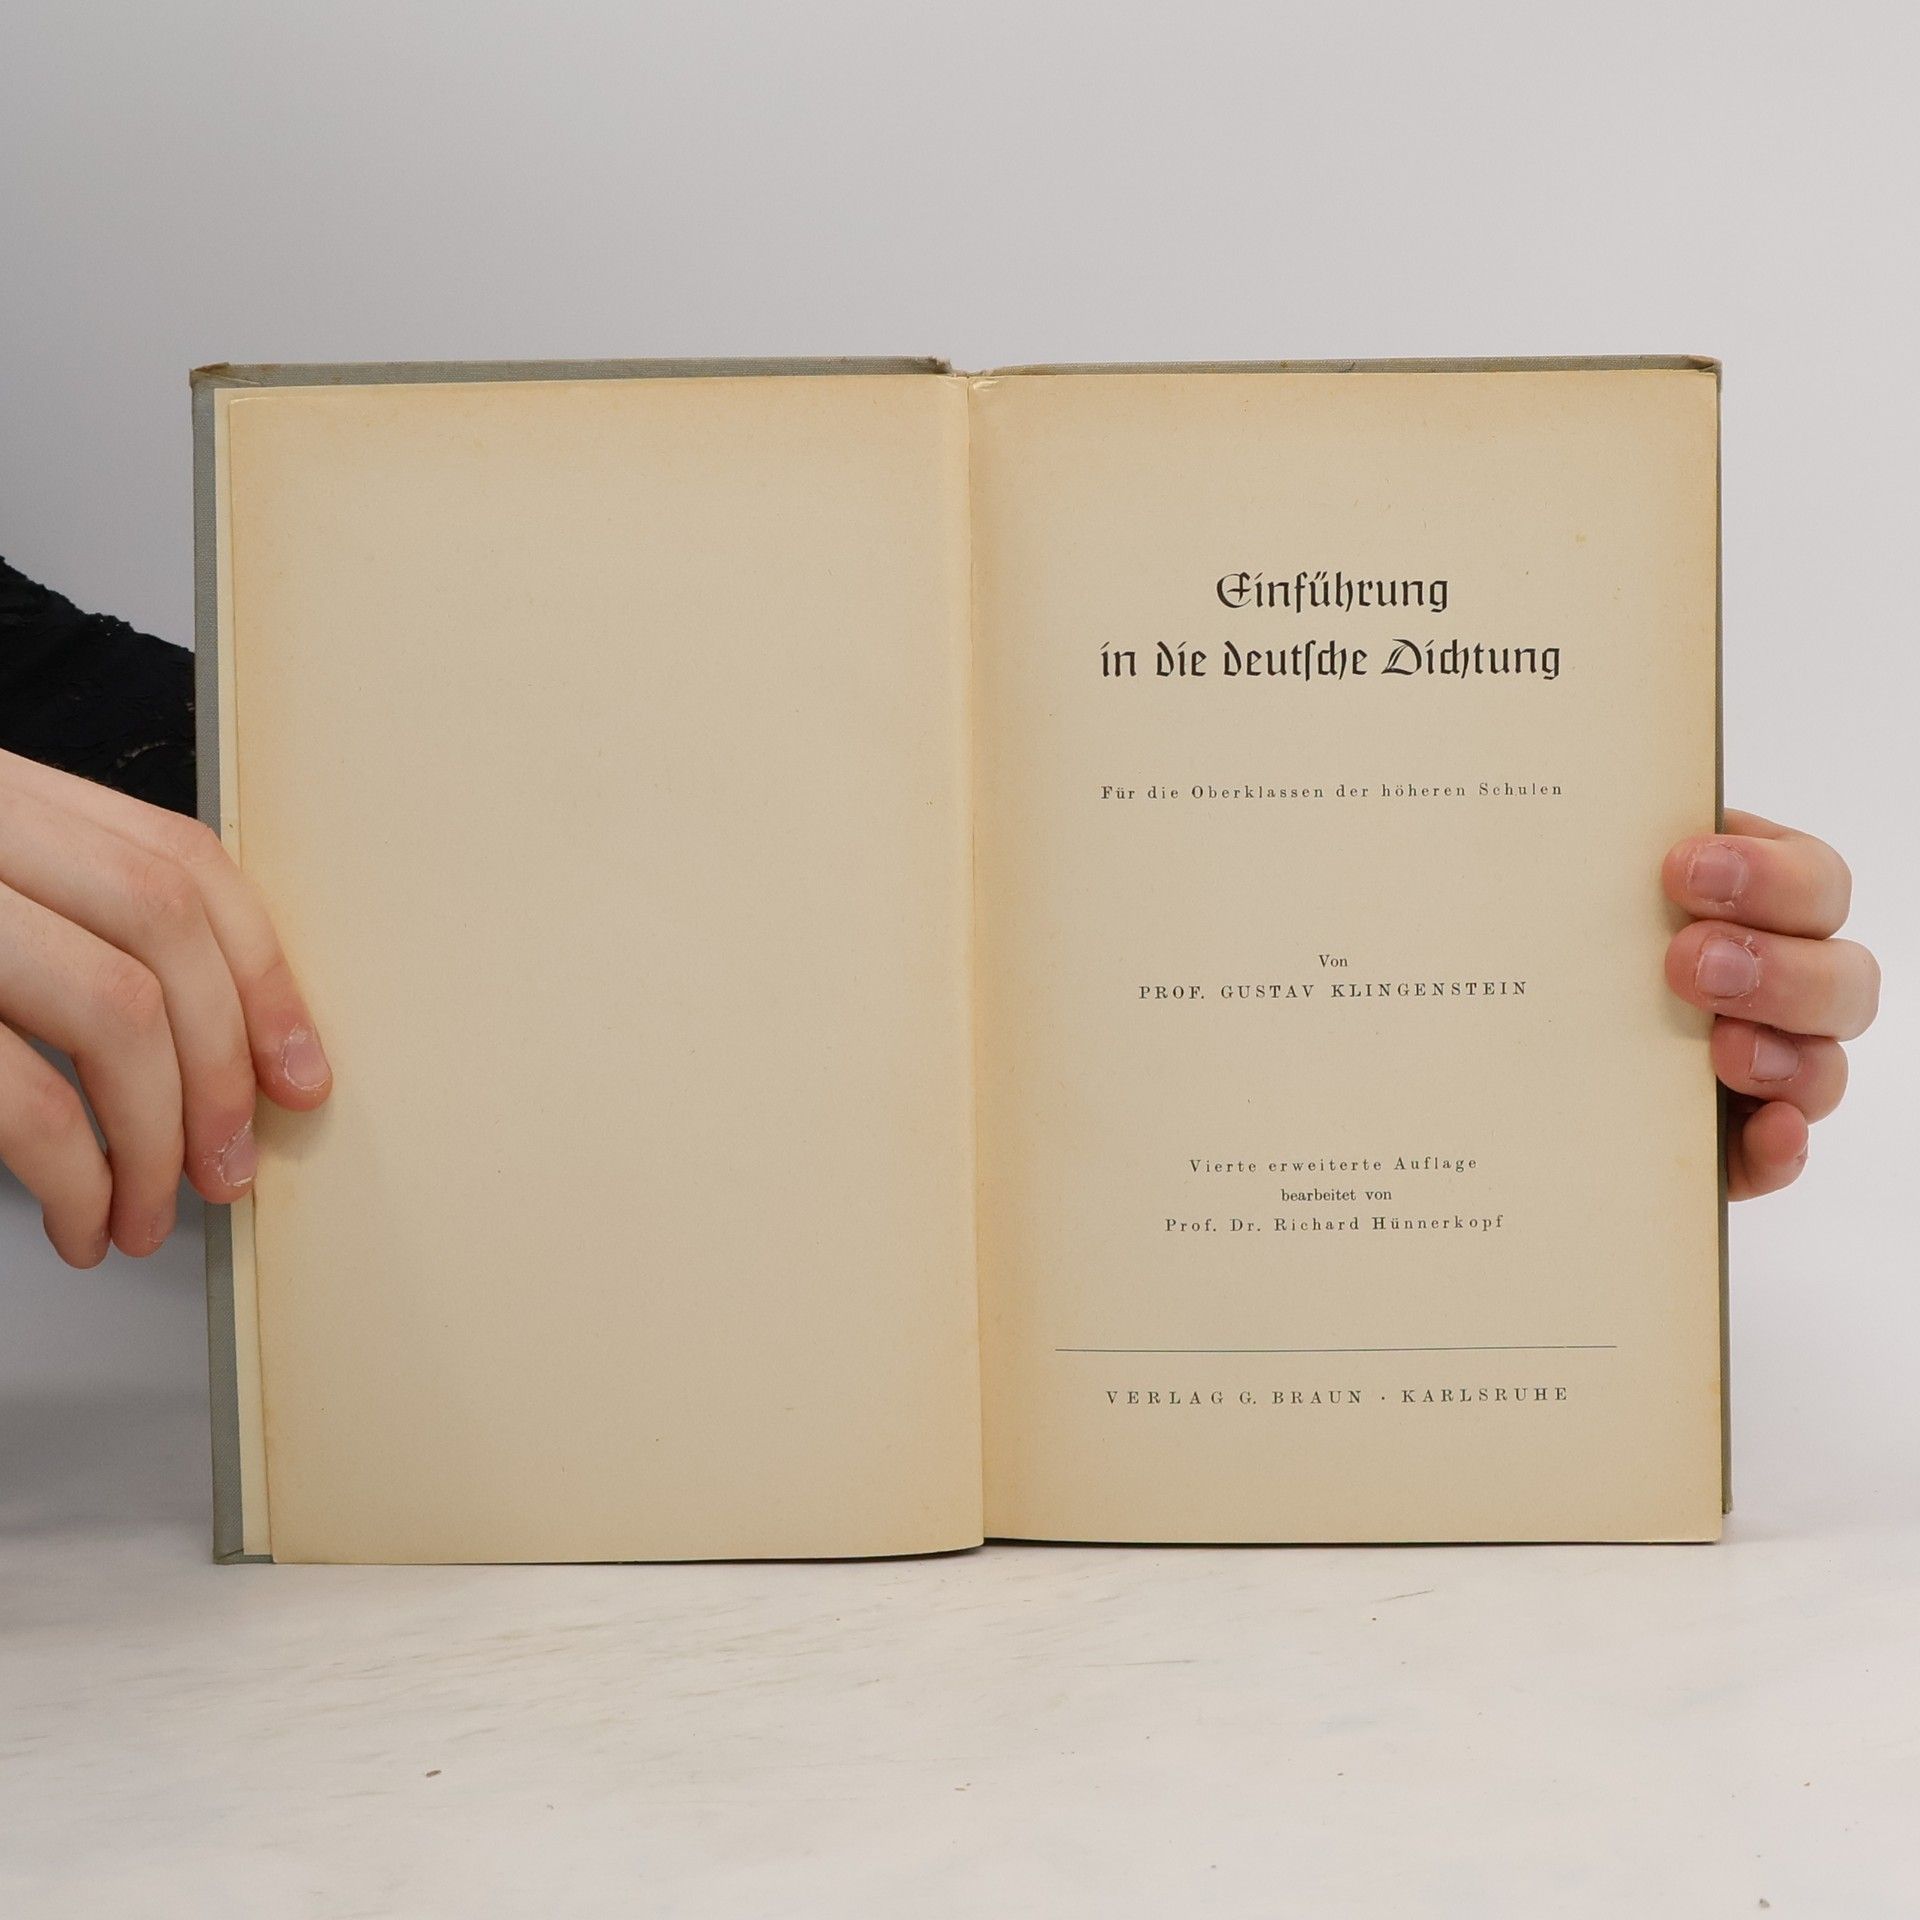 Einführung
in die deutſche Dichtung
Für die Oberklassen der höheren Schulen
Von
PROF. GUSTAV KLINGENSTEIN
Vierte erweiterte Auflage
bearbeitet von
Prof. Dr. Richard Hünnerkopf
VERLAG G. BRAUN · KARLSRUHE